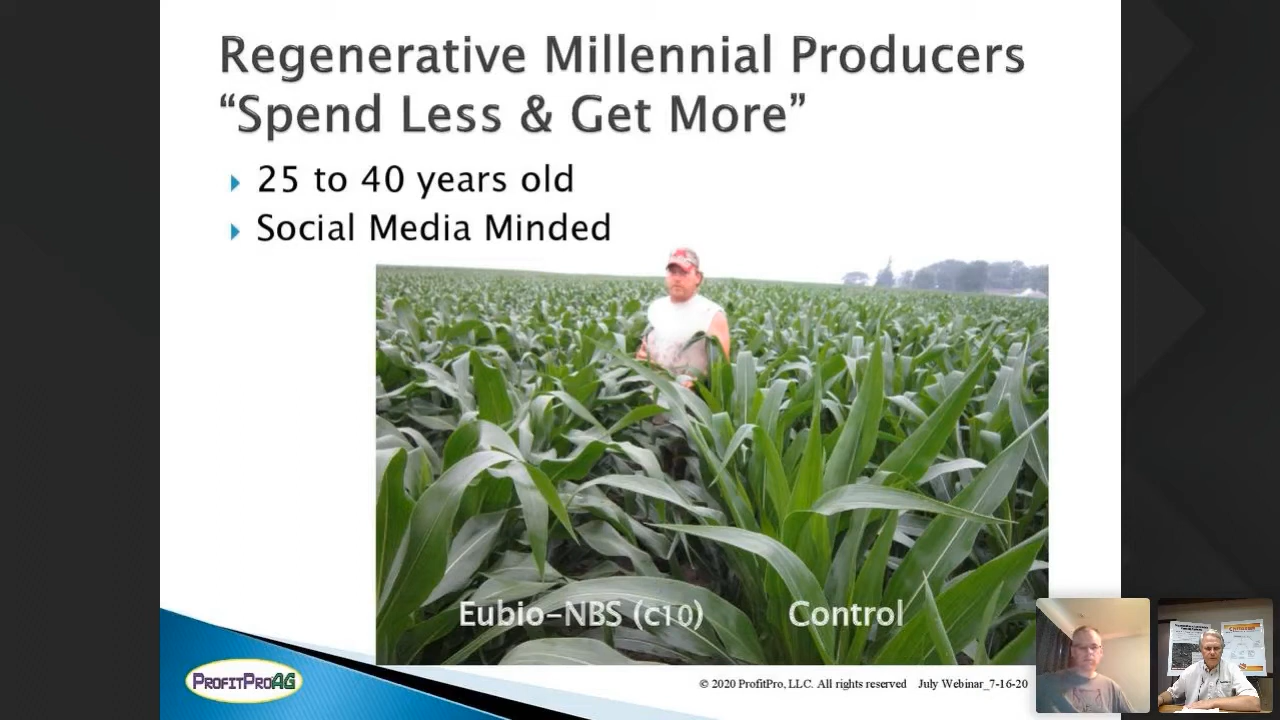 Regenerative Millennial Producers
“Spend Less & Get More”
25 to 40 years old
Social Media Minded
Eubio-NBS (c10) Control
PROFITPROAG
© 2020 ProfitPro, LLC. All rights reserved July Webinar_7-16-20